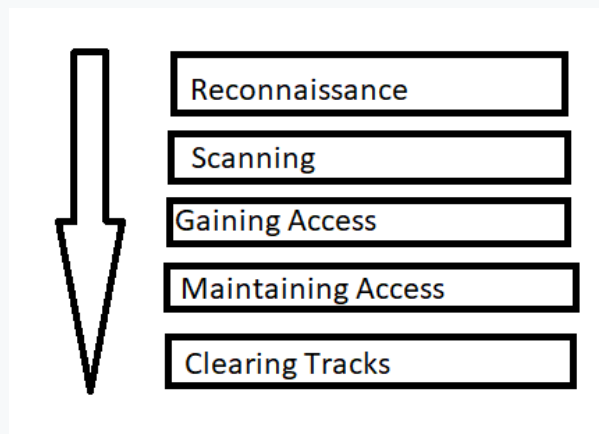 Reconnaissance
Scanning
Gaining Access
Maintaining Access
Clearing Tracks